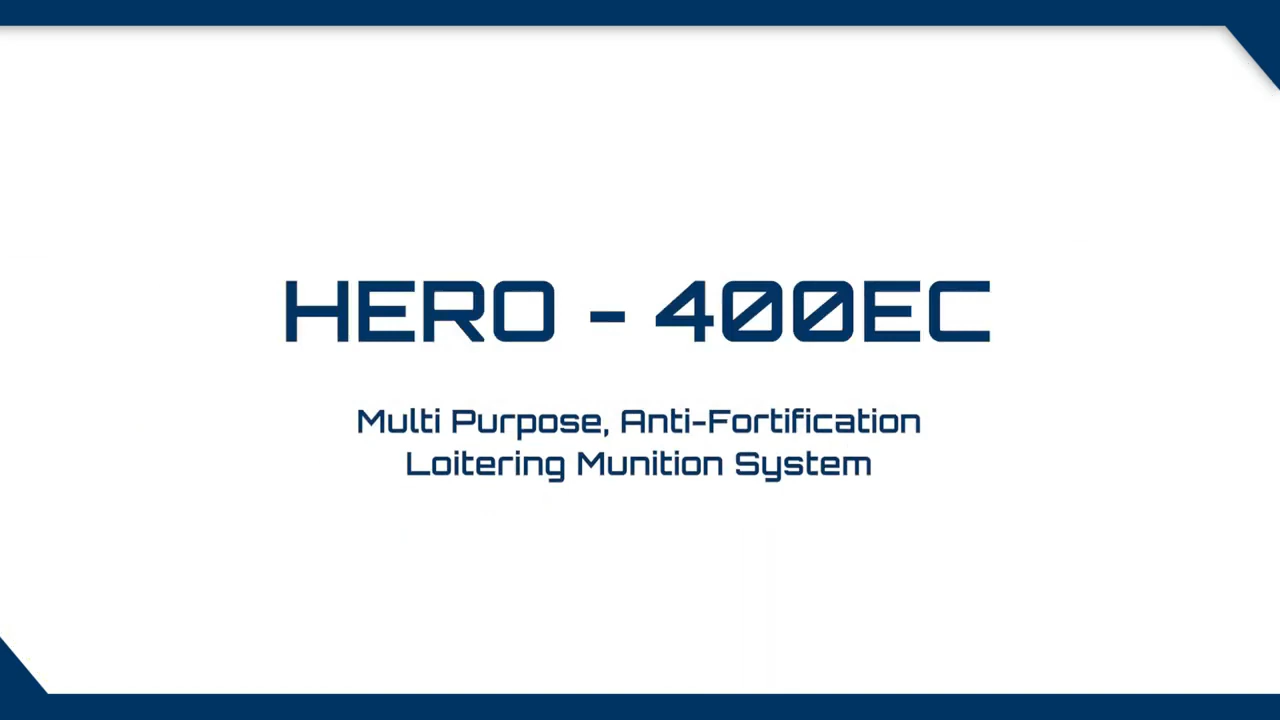 HERO - 400EC
Multi Purpose, Anti-Fortification
Loitering Munition System